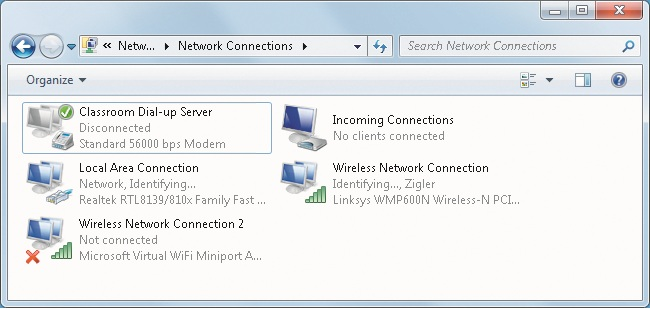 « Netw... ▸ Network Connections ▸
Search Network Connections
Organize ▾
Classroom Dial-up Server
Disconnected
Standard 56000 bps Modem
Incoming Connections
No clients connected
Local Area Connection
Network, Identifying...
Realtek RTL8139/810x Family Fast ...
Wireless Network Connection
Identifying..., Zigler
Linksys WMP600N Wireless-N PCI...
Wireless Network Connection 2
Not connected
Microsoft Virtual WiFi Miniport A...